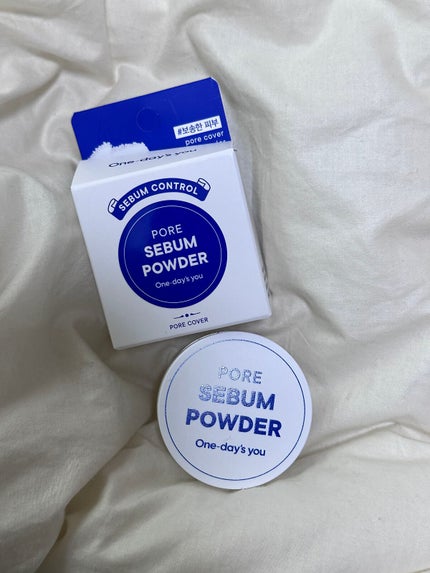 #보송한 피부
pore cover
One-day's you
SEBUM CONTROL
PORE
SEBUM
POWDER
One-day's you
PORE COVER
PORE
SEBUM
POWDER
One-day's you